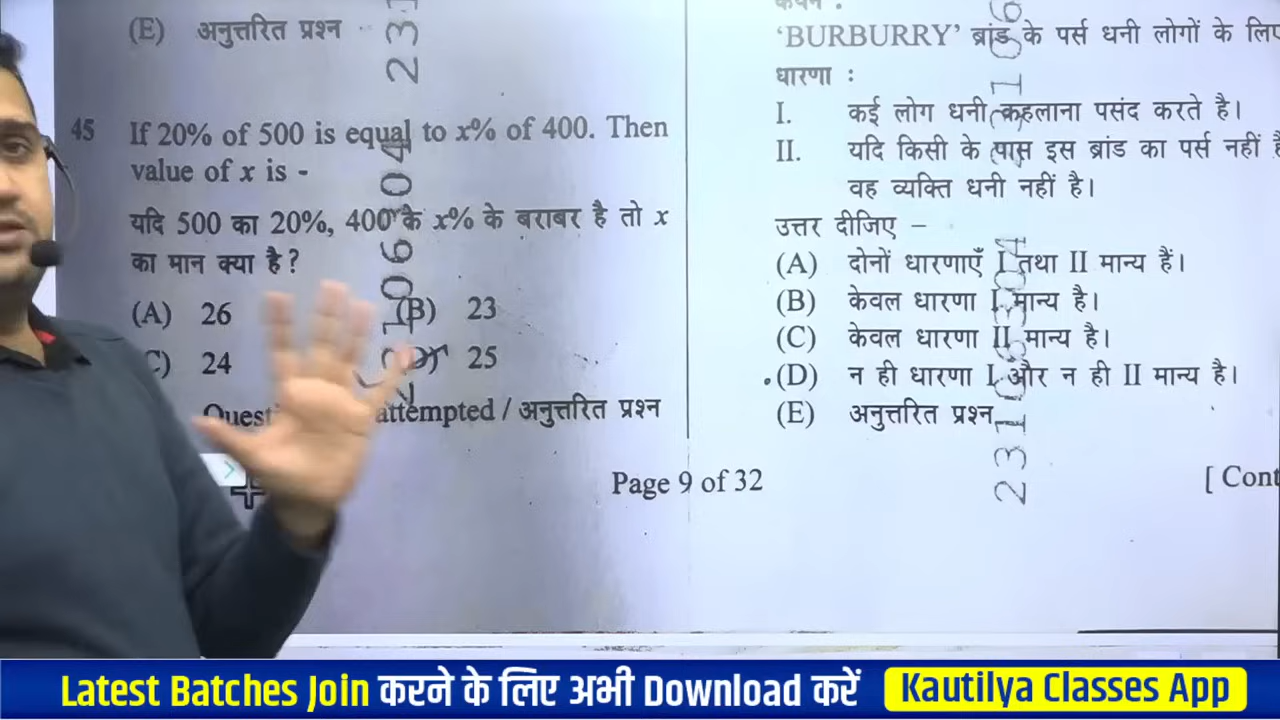 (E) अनुत्तरित प्रश्न
45 If 20% of 500 is equal to x% of 400. Then
value of x is -
यदि 500 का 20%, 400 के x% के बराबर है तो x
का मान क्या है ?
(A) 26 (B) 23
C) 24 25
attempted / अनुत्तरित प्रश्न
कथन :
'BURBURRY' ब्रांड के पर्स धनी लोगों के
धारणा :
I. कई लोग धनी कहलाना पसंद करते है।
II. यदि किसी के पास इस ब्रांड का पर्स नहीं
वह व्यक्ति धनी नहीं है।
उत्तर दीजिए –
(A) दोनों धारणाएँ I तथा II मान्य हैं।
(B) केवल धारणा I मान्य है।
(C) केवल धारणा II मान्य है।
(D) न ही धारणा I और न ही II मान्य है।
(E) अनुत्तरित प्रश्न
Page 9 of 32
[ Cont
Latest Batches Join करने के लिए अभी Download करें Kautilya Classes App